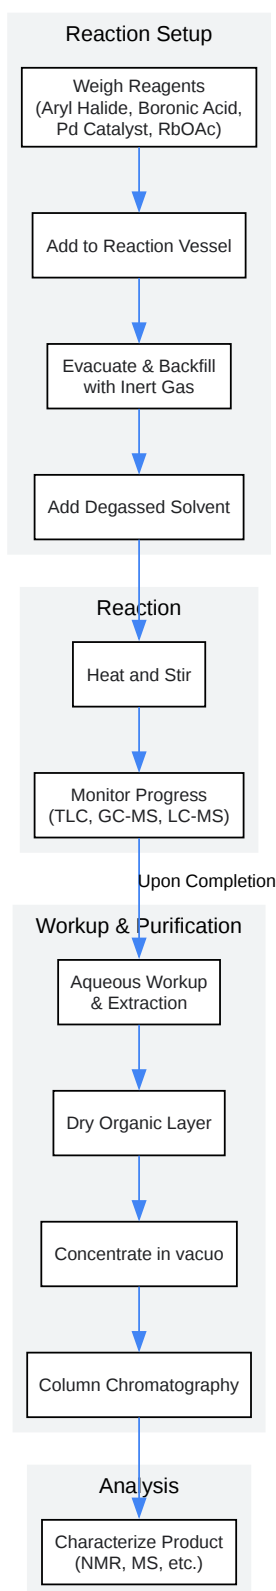 Reaction Setup
Weigh Reagents
(Aryl Halide, Boronic Acid,
Pd Catalyst, RbOAc)
Add to Reaction Vessel
Evacuate & Backfill
with Inert Gas
Add Degassed Solvent
Reaction
Heat and Stir
Monitor Progress
(TLC, GC-MS, LC-MS)
Upon Completion
Workup & Purification
Aqueous Workup
& Extraction
Dry Organic Layer
Concentrate in vacuo
Column Chromatography
Analysis
Characterize Product
(NMR, MS, etc.)